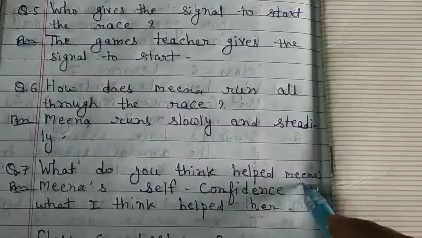 Q.5 Who gives the signal to start
the race ?
Ans The games teacher gives the
signal to start.
Q.6 How does meena run all
through the race ?
Ans Meena runs slowly and steadi-
ly.
Q.7 What do you think helped meena
Ans Meena's self-Confidence
what I think helped her.